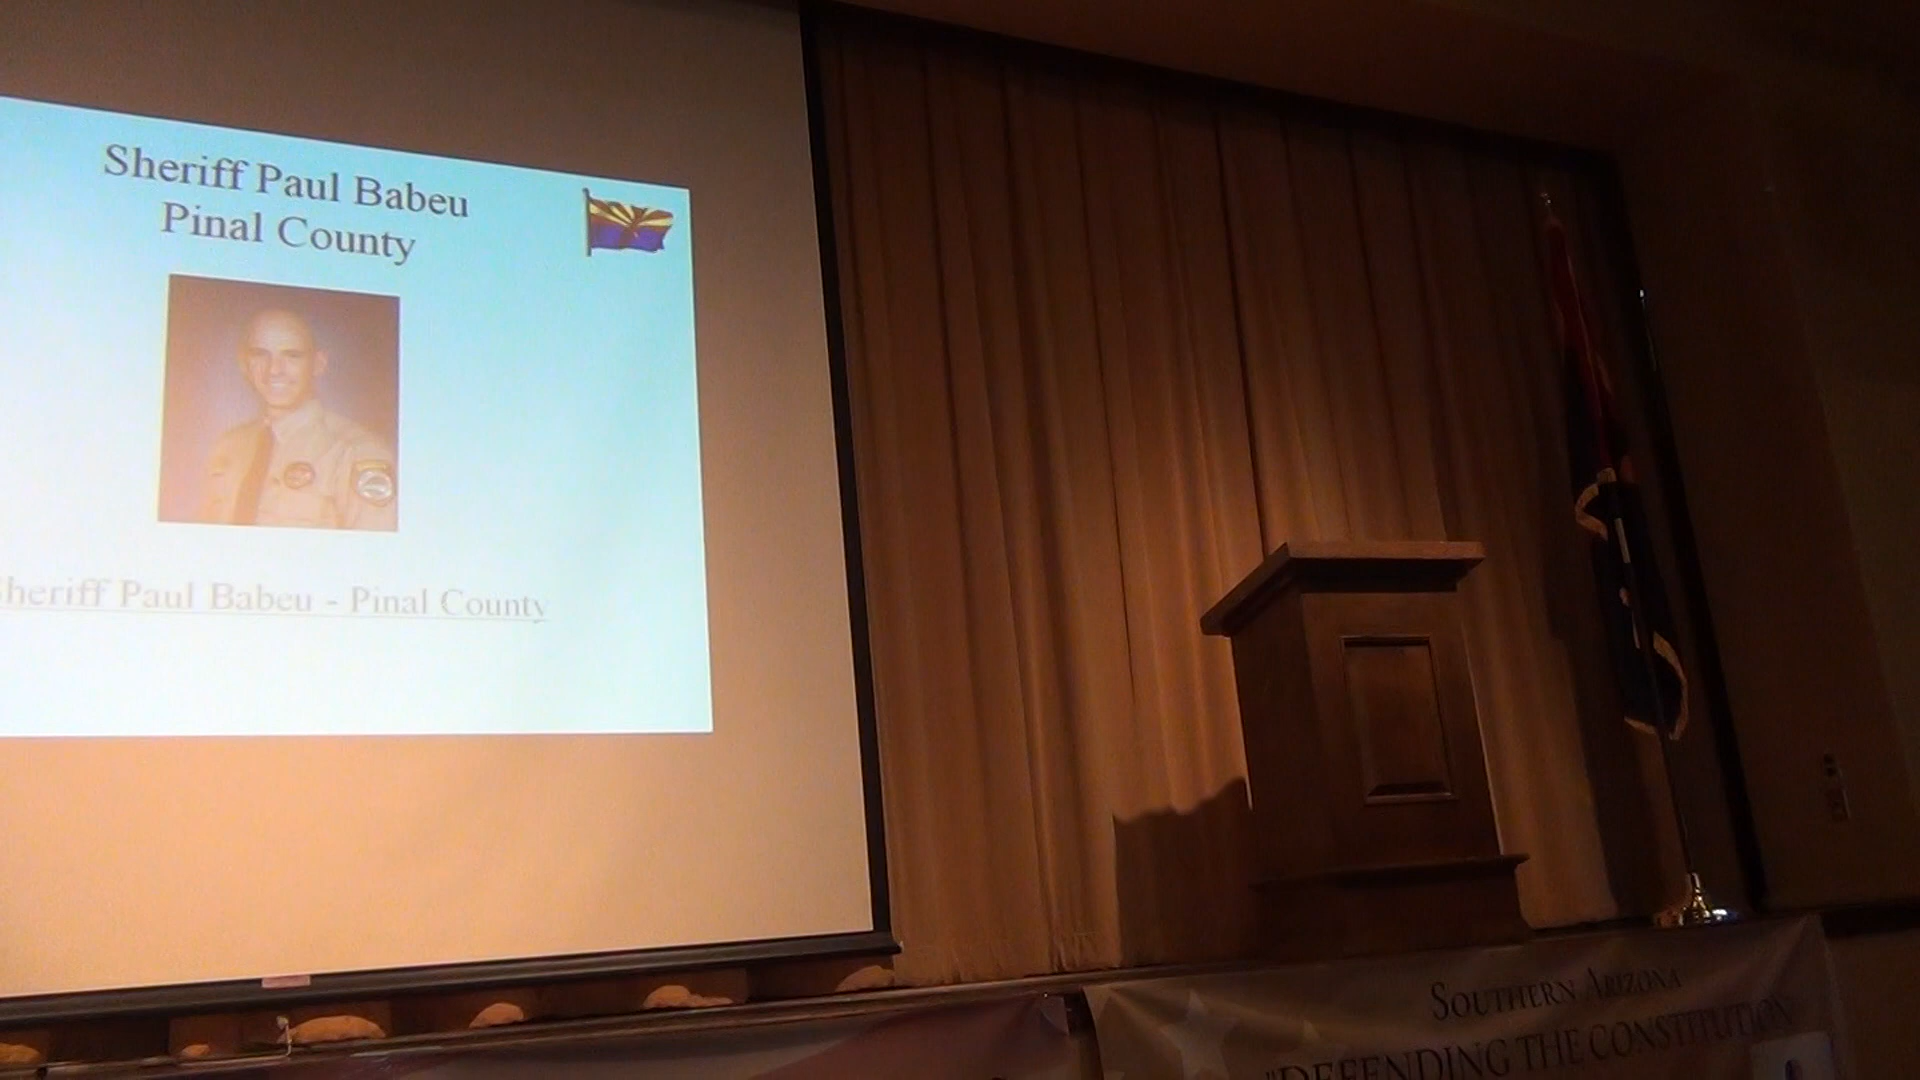 Sheriff Paul Babeu
Pinal County
Sheriff Paul Babeu - Pinal County
SOUTHERN ARIZONA
"DEFENDING THE CONSTITUTION